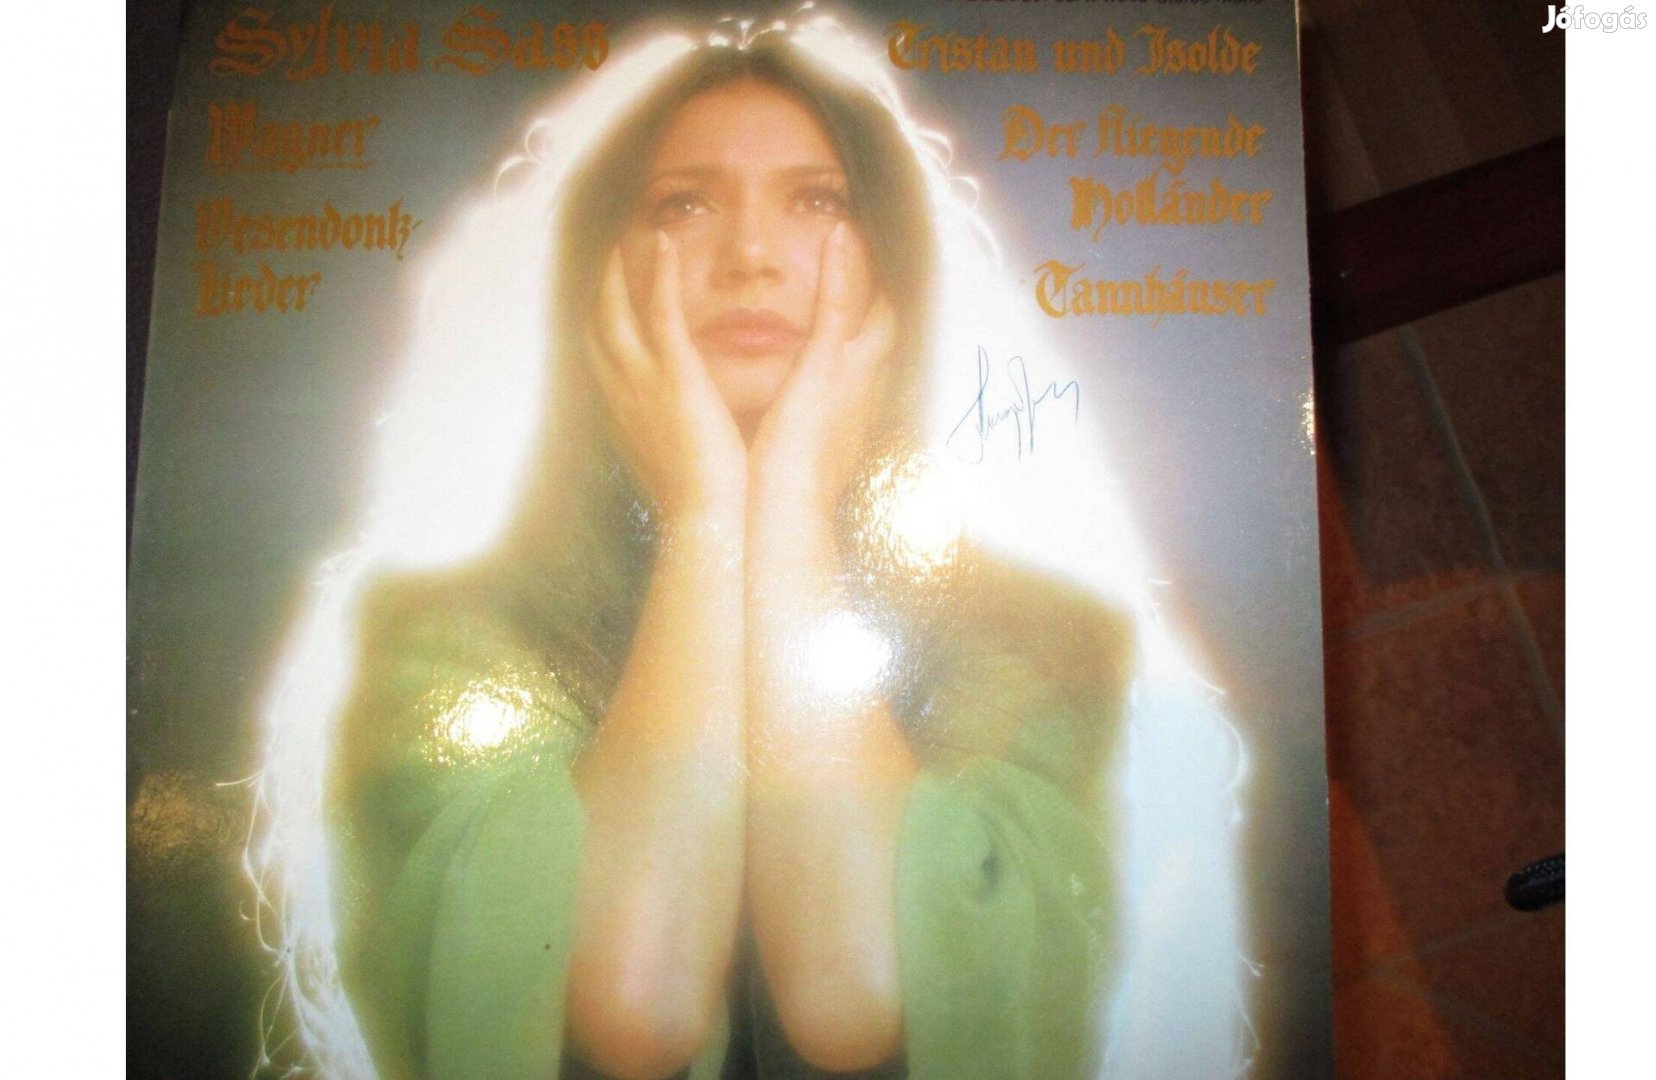 Sylvia Sass
Wagner
Wesendonk-
Lieder
Tristan und Isolde
Der fliegende
Holländer
Tannhäuser
Jófogás